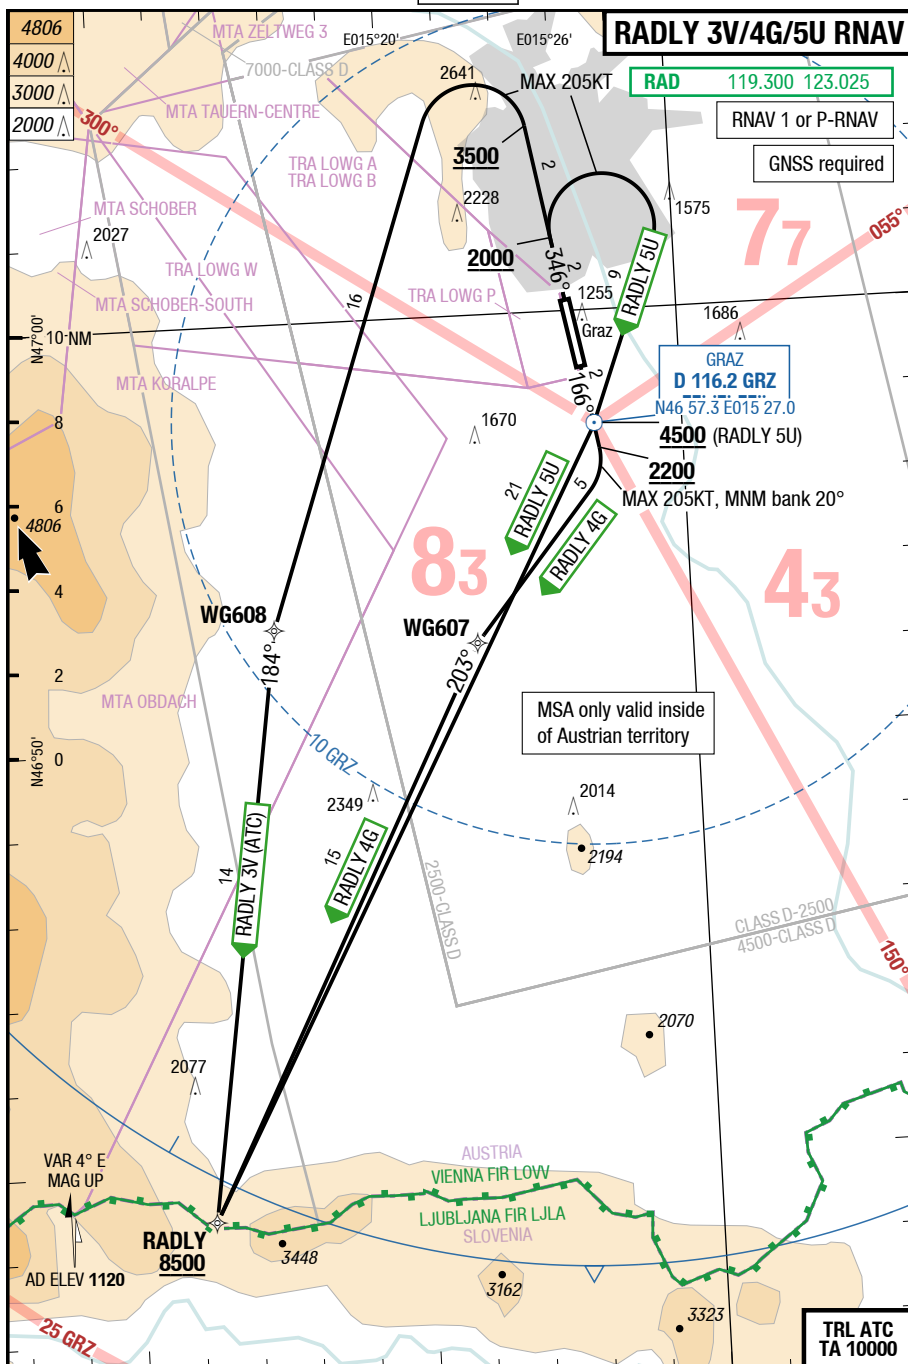 4806
4000
3000
2000
MTA ZELTWEG 3
E015°20'
E015°26'
RADLY 3V/4G/5U RNAV
7000-CLASS D
2641
MAX 205KT
RAD 119.300 123.025
MTA TAUERN-CENTRE
300°
RNAV 1 or P-RNAV
3500
2
GNSS required
TRA LOWG A
TRA LOWG B
2228
1575
MTA SCHOBER
2027
77
055°
2000
346°
2
9
RADLY 5U
TRA LOWG W
MTA SCHOBER-SOUTH
16
TRA LOWG P
1255
Graz
1686
N47°00'
10 NM
GRAZ
D 116.2 GRZ
N46 57.3 E015 27.0
MTA KORALPE
2
166°
8
1670
4500 (RADLY 5U)
2200
MAX 205KT, MNM bank 20°
21
RADLY 5U
5
RADLY 4G
6
4806
83
43
4
WG608
WG607
184°
203°
2
MTA OBDACH
MSA only valid inside
of Austrian territory
10 GRZ
N46°50'
0
2349
2014
14
RADLY 3V (ATC)
15
RADLY 4G
2194
2500-CLASS D
CLASS D-2500
4500-CLASS D
150°
2070
2077
VAR 4° E
MAG UP
AUSTRIA
VIENNA FIR LOVV
LJUBLJANA FIR LJLA
SLOVENIA
RADLY
8500
3448
AD ELEV 1120
3162
3323
25 GRZ
TRL ATC
TA 10000